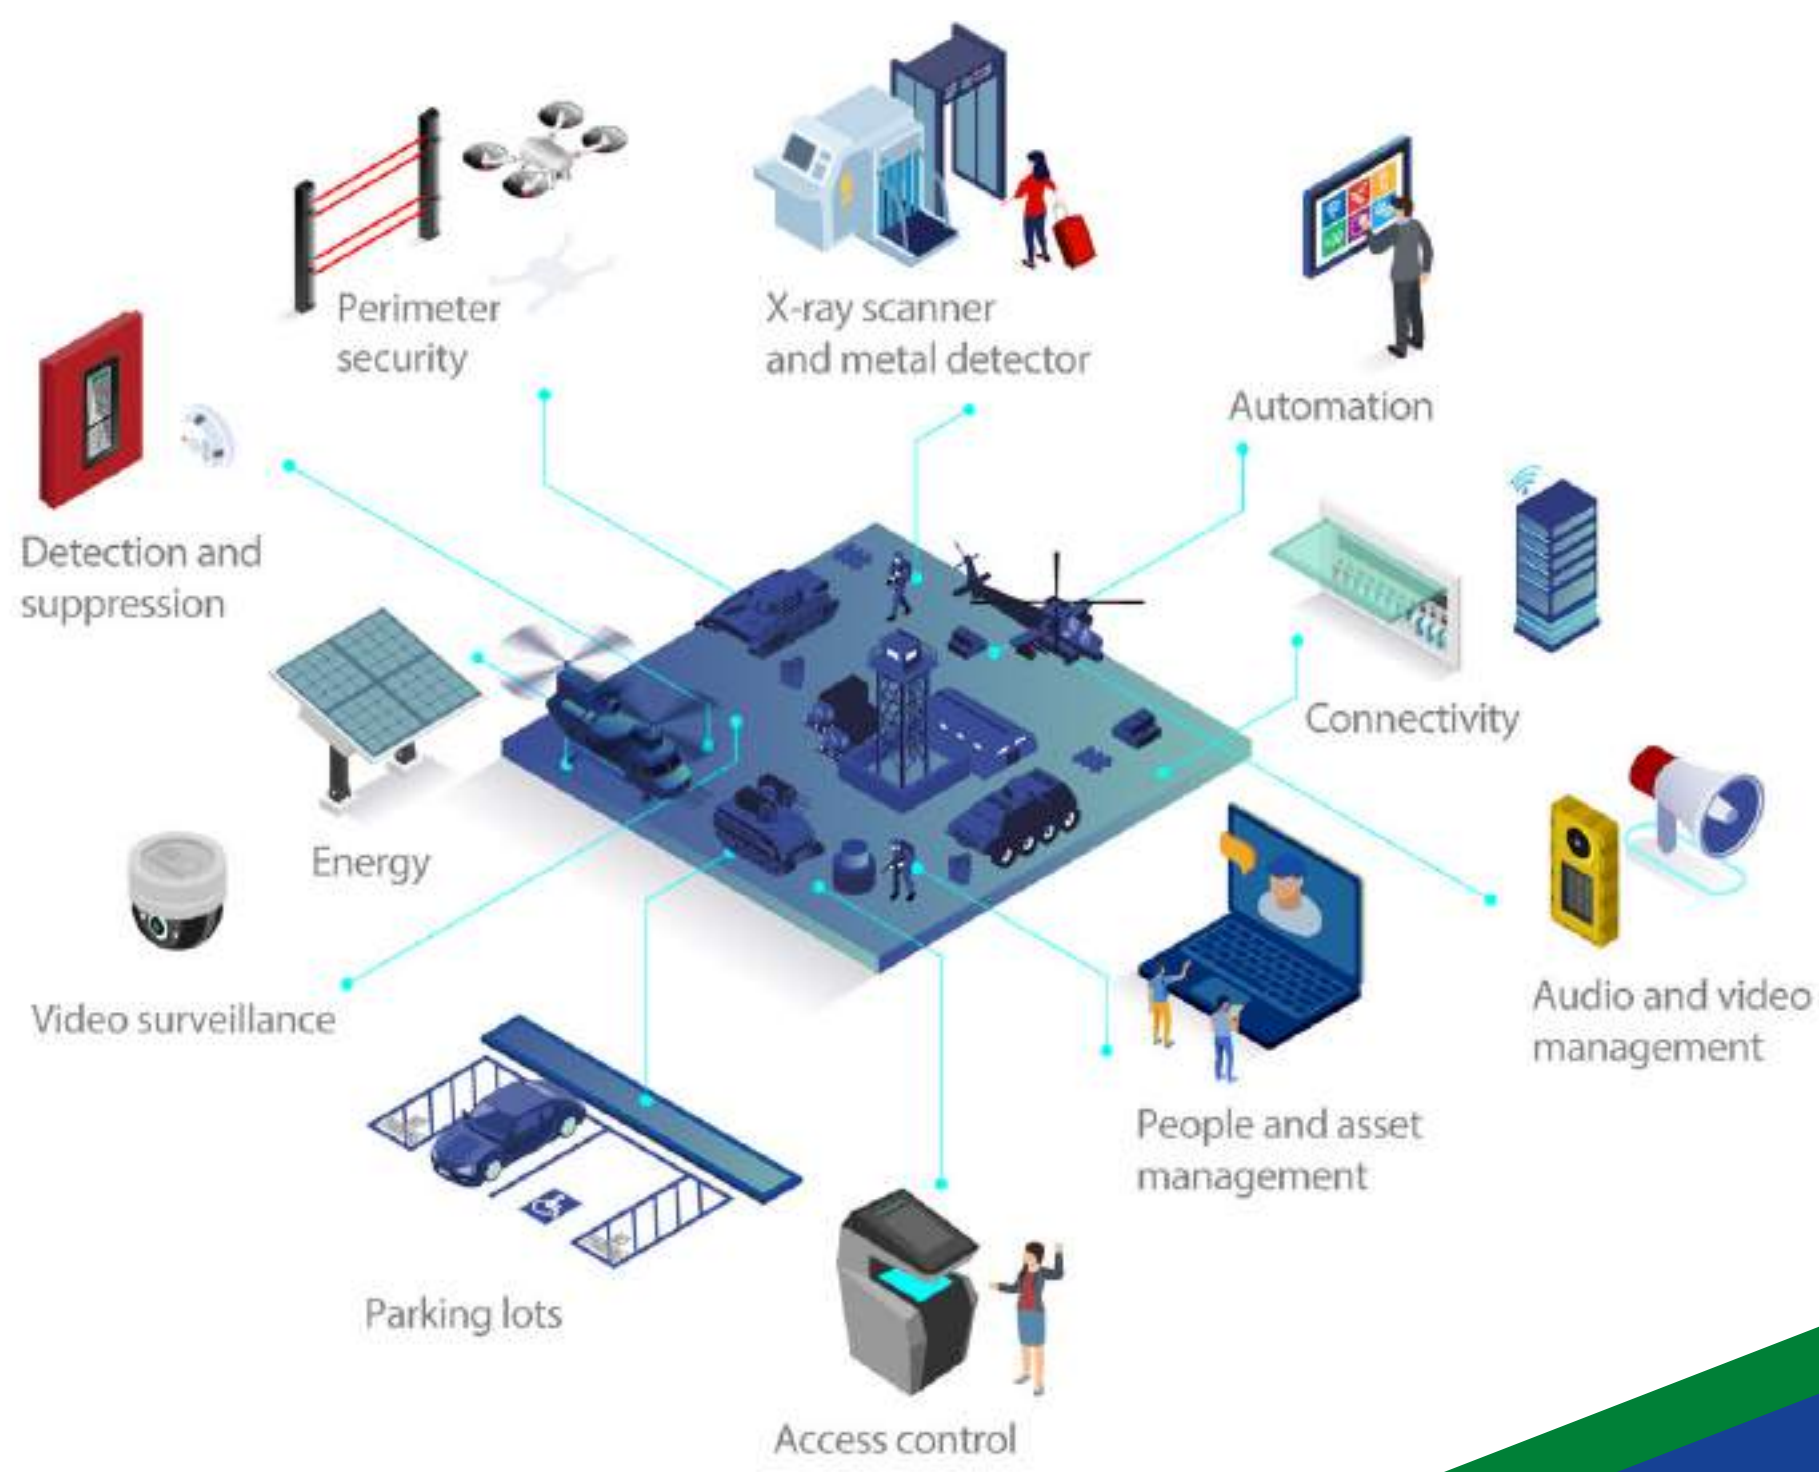 Perimeter
security
X-ray scanner
and metal detector
Automation
Detection and
suppression
Connectivity
Energy
Video surveillance
Audio and video
management
People and asset
management
Parking lots
Access control